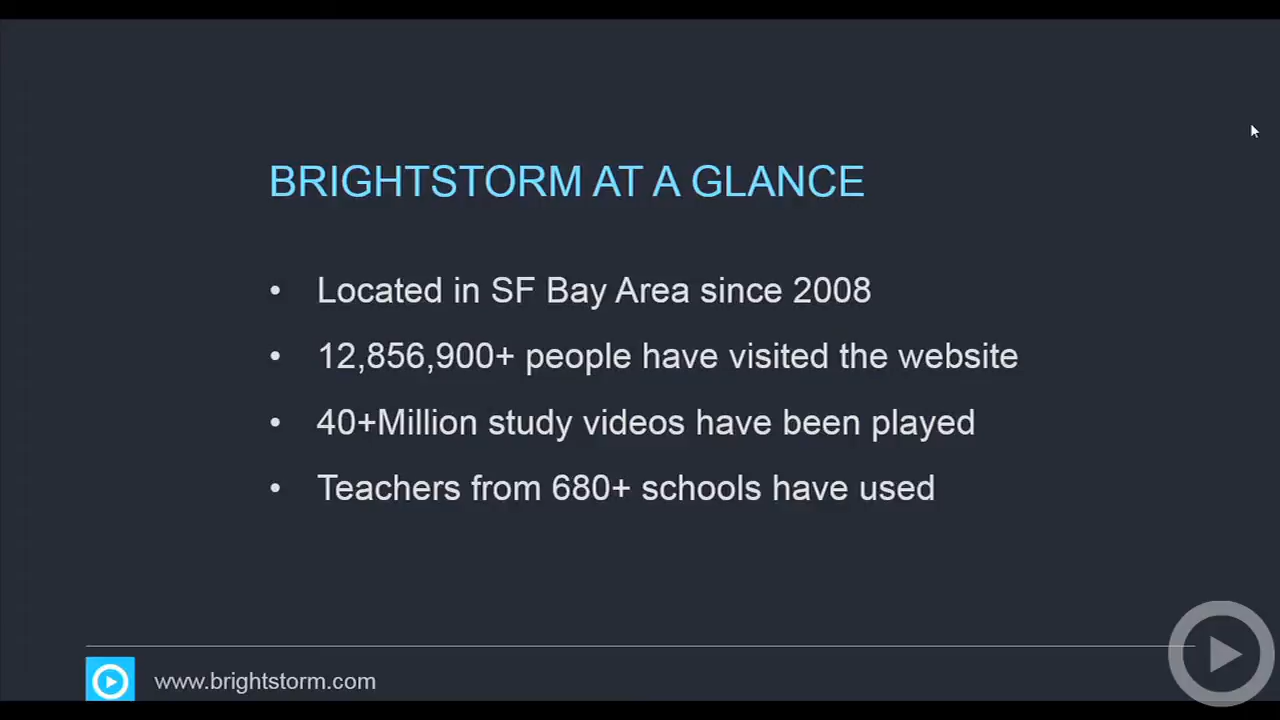 BRIGHTSTORM AT A GLANCE
• Located in SF Bay Area since 2008
• 12,856,900+ people have visited the website
• 40+Million study videos have been played
• Teachers from 680+ schools have used
www.brightstorm.com